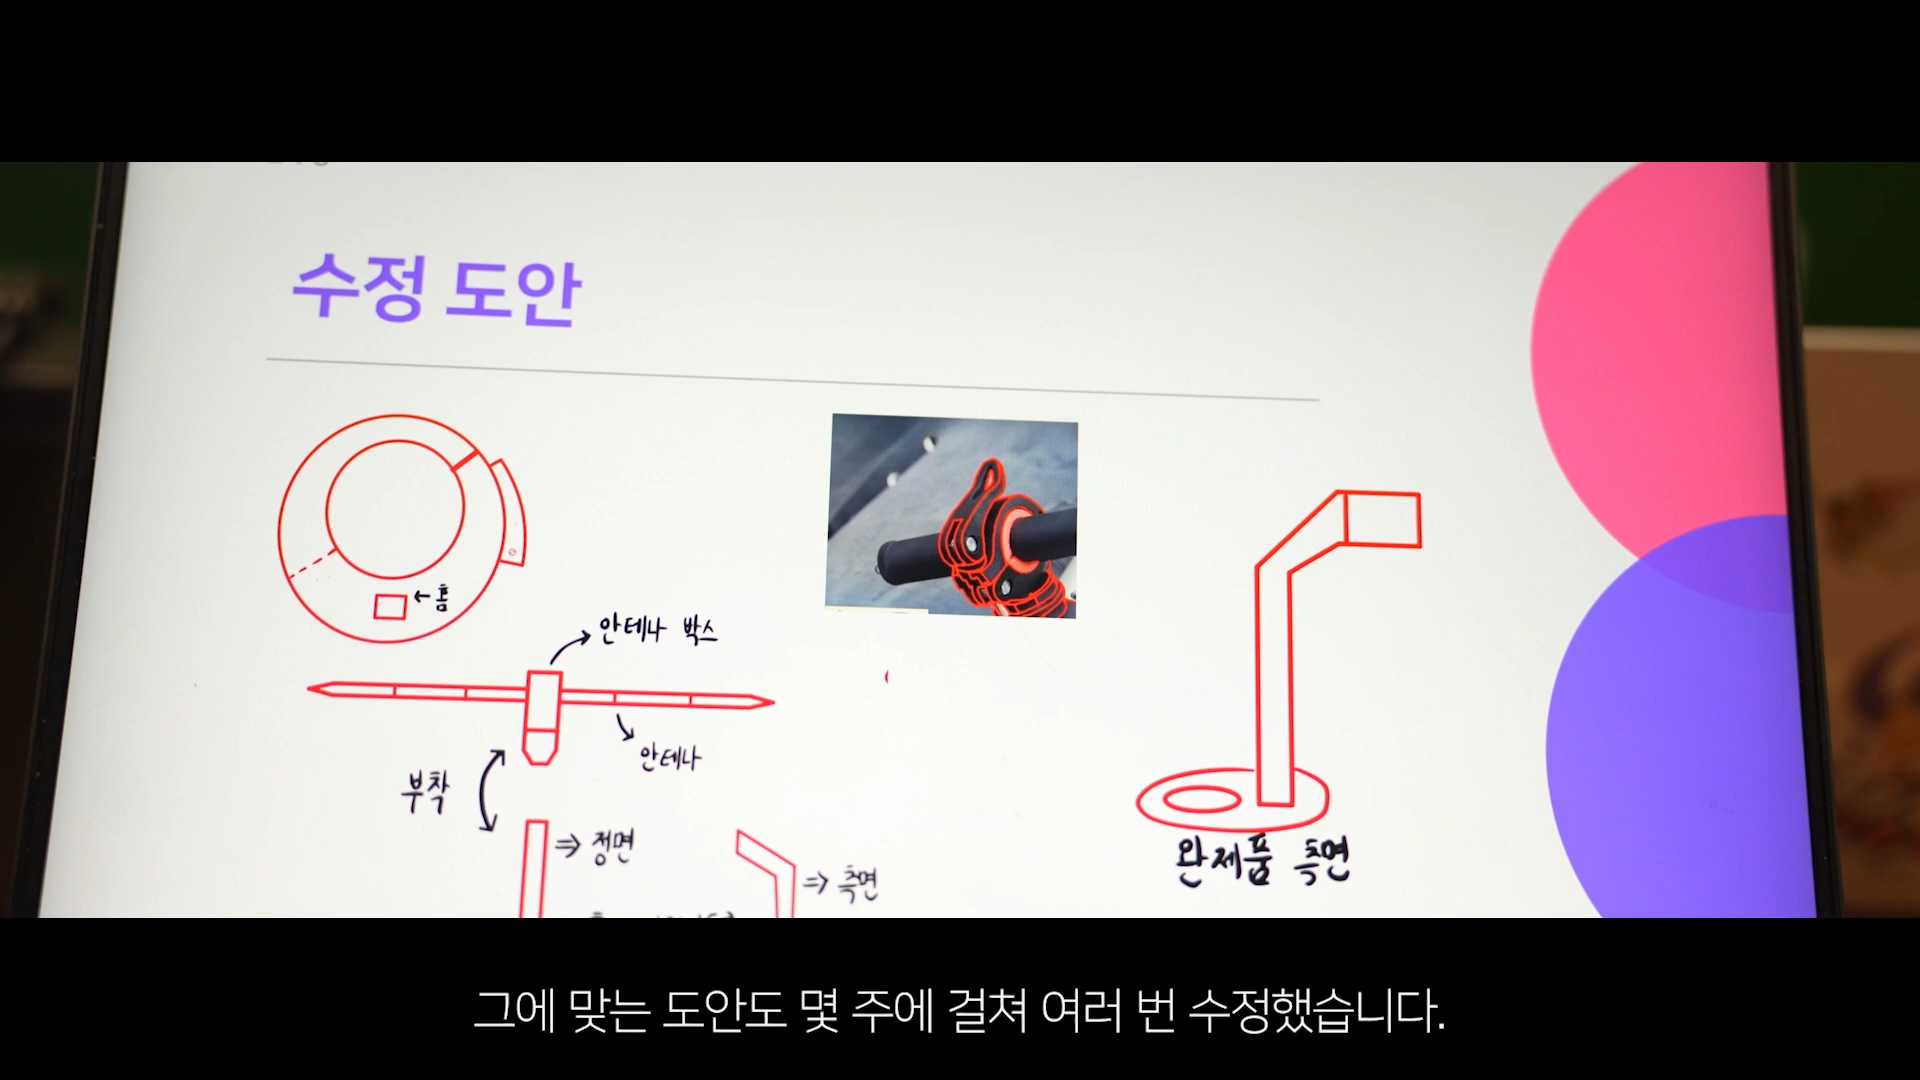 수정 도안
←홈
안테나 박스
안테나
부착
⇒ 정면
⇒ 측면
완제품 측면
그에 맞는 도안도 몇 주에 걸쳐 여러 번 수정했습니다.